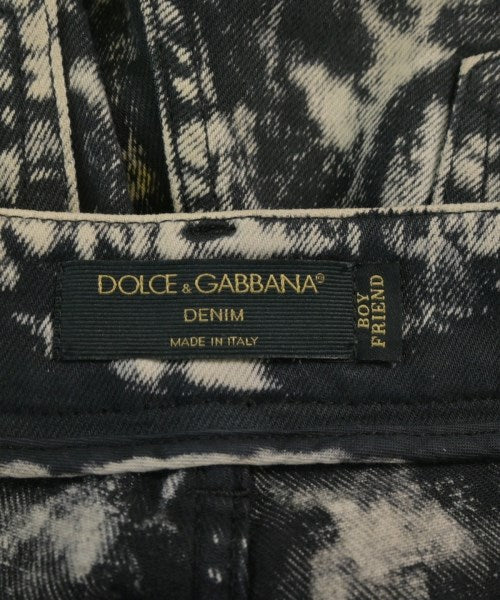 DOLCE & GABBANA®
DENIM
MADE IN ITALY
BOY
FRIEND